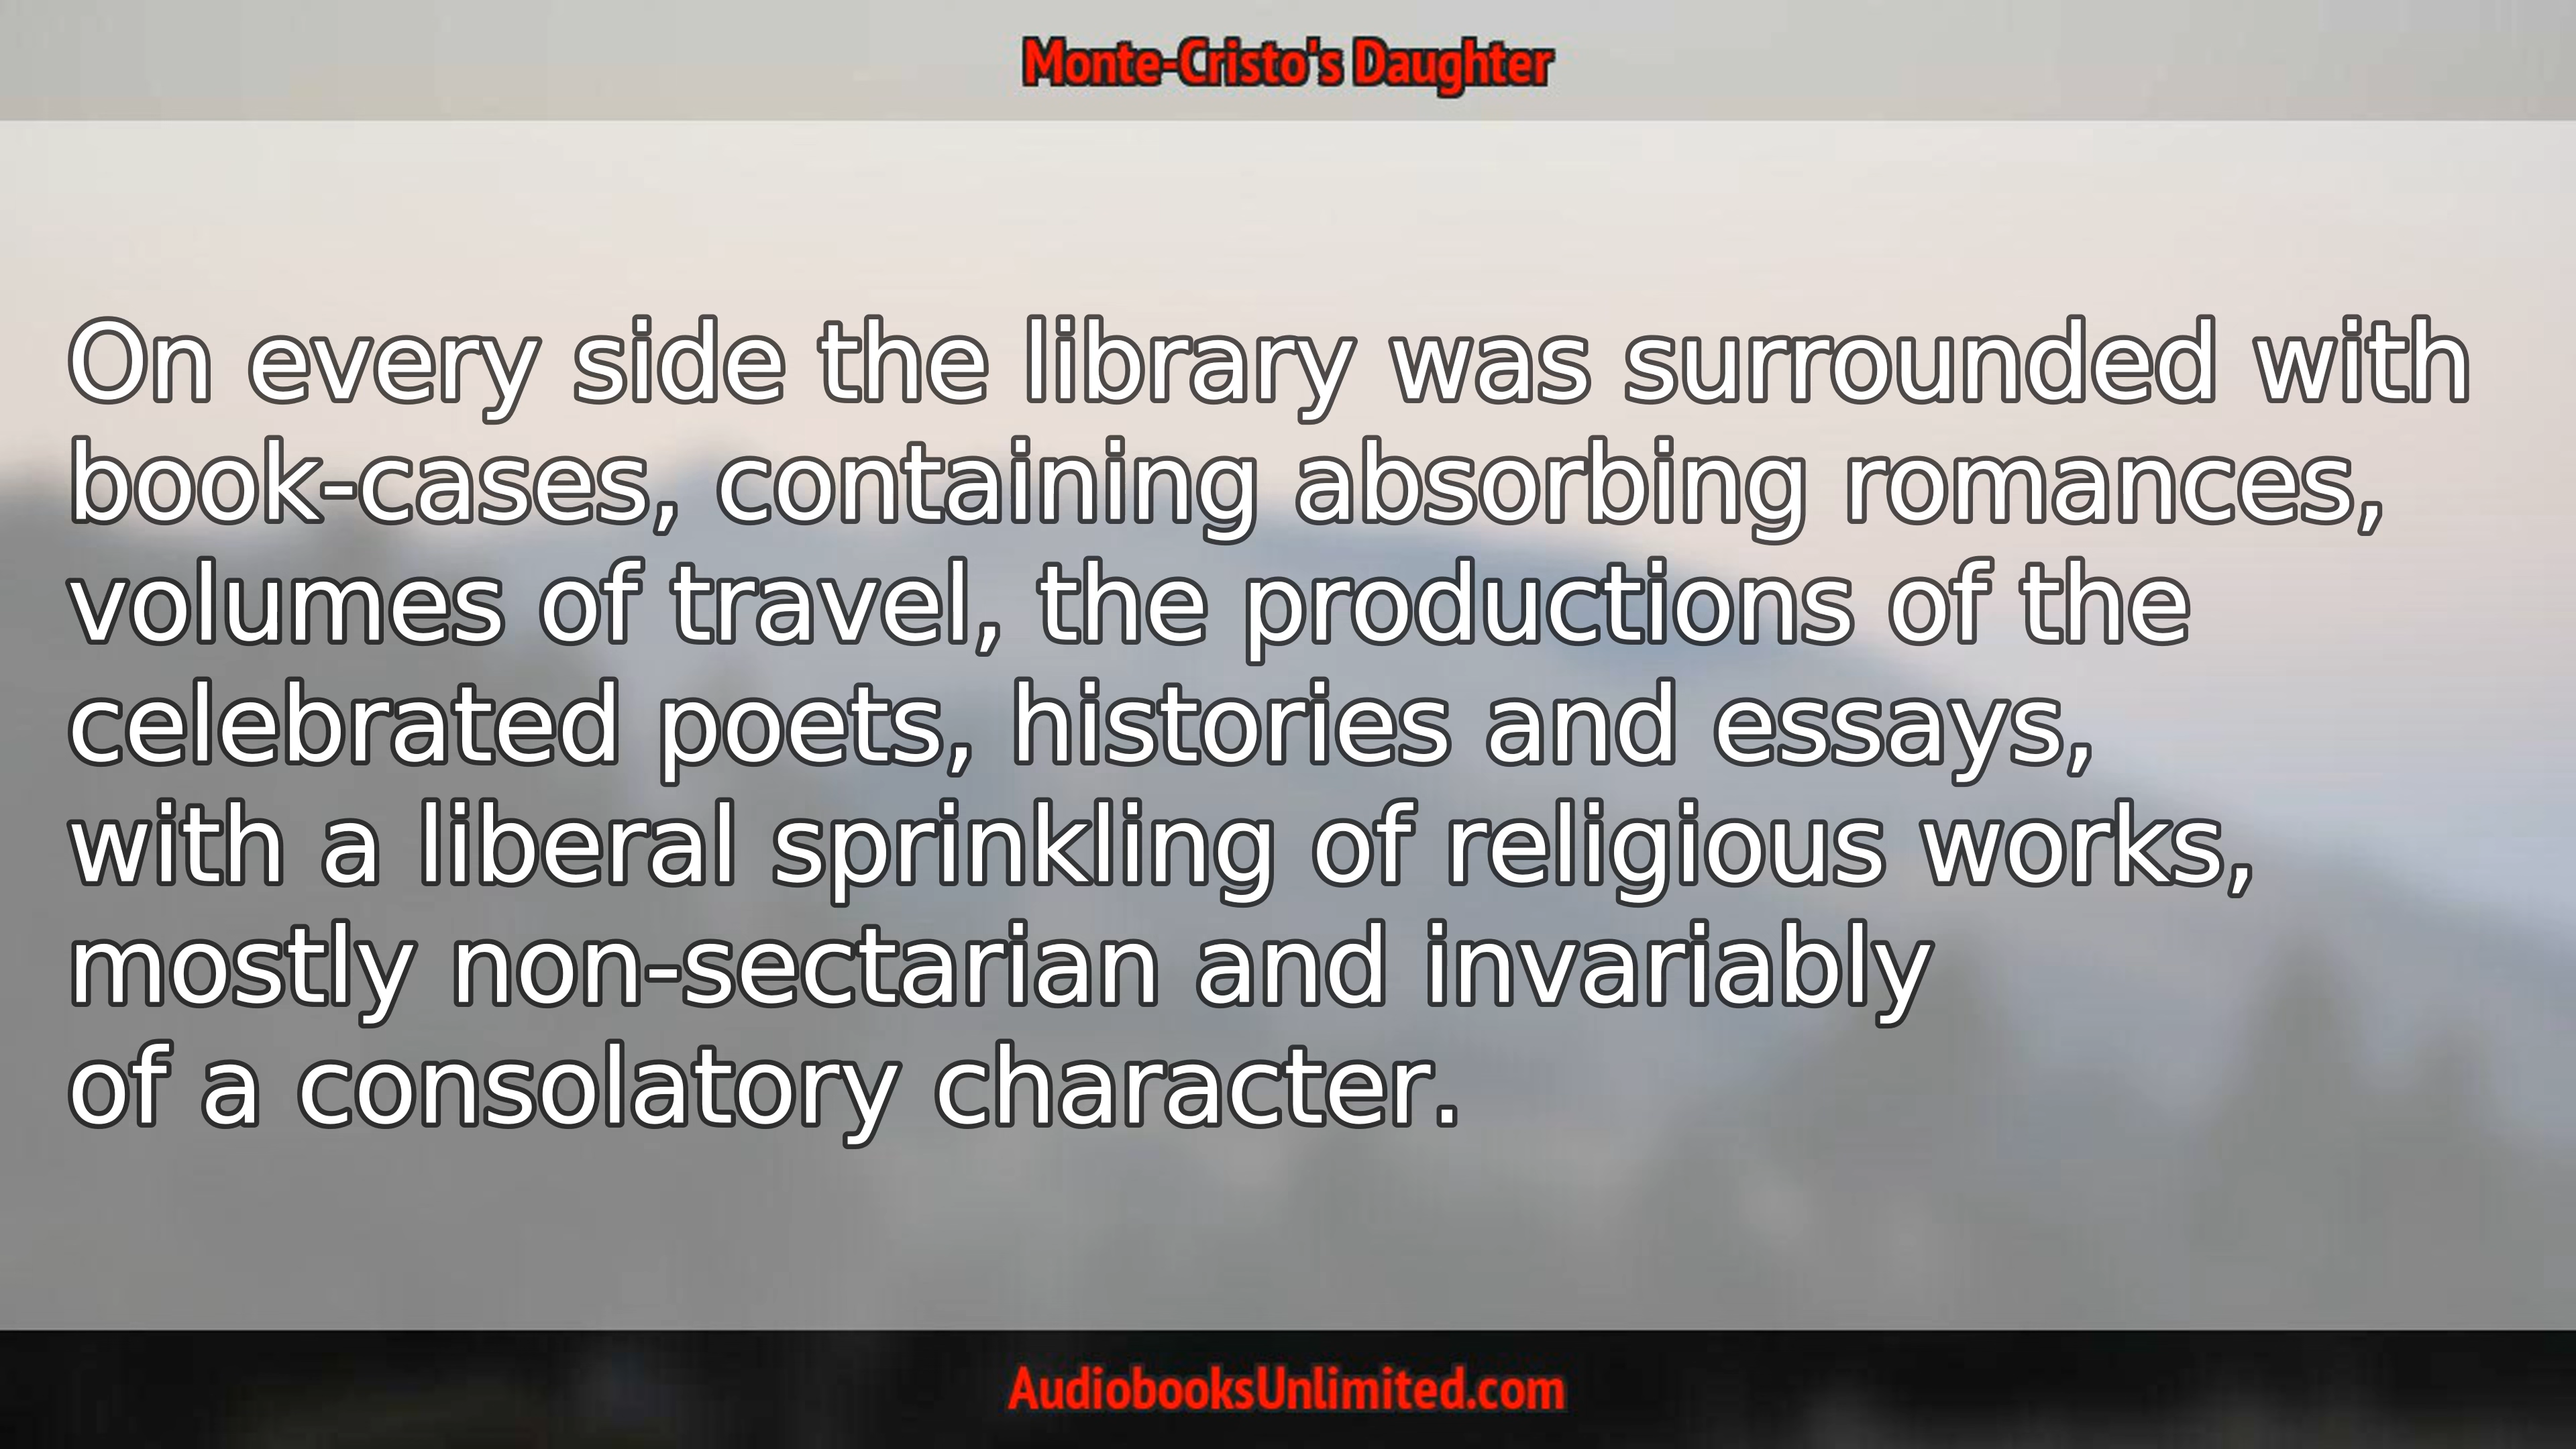 Monte-Cristo's Daughter
On every side the library was surrounded with
book-cases, containing absorbing romances,
volumes of travel, the productions of the
celebrated poets, histories and essays,
with a liberal sprinkling of religious works,
mostly non-sectarian and invariably
of a consolatory character.
AudiobooksUnlimited.com